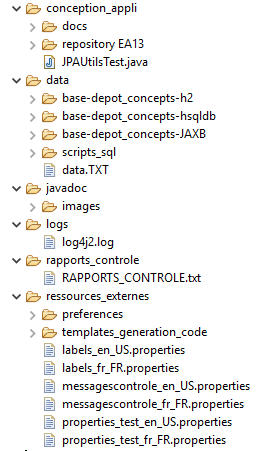 conception_appli
docs
repository EA13
JPAUtilsTest.java
data
base-depot_concepts-h2
base-depot_concepts-hsqldb
base-depot_concepts-JAXB
scripts_sql
data.TXT
javadoc
images
logs
log4j2.log
rapports_controle
RAPPORTS_CONTROLE.txt
ressources_externes
preferences
templates_generation_code
labels_en_US.properties
labels_fr_FR.properties
messagescontrole_en_US.properties
messagescontrole_fr_FR.properties
properties_test_en_US.properties
properties_test_fr_FR.properties